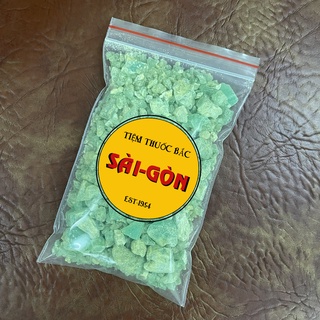 TIỆM THUỐC BẮC
SÀI-GÒN
EST-1954